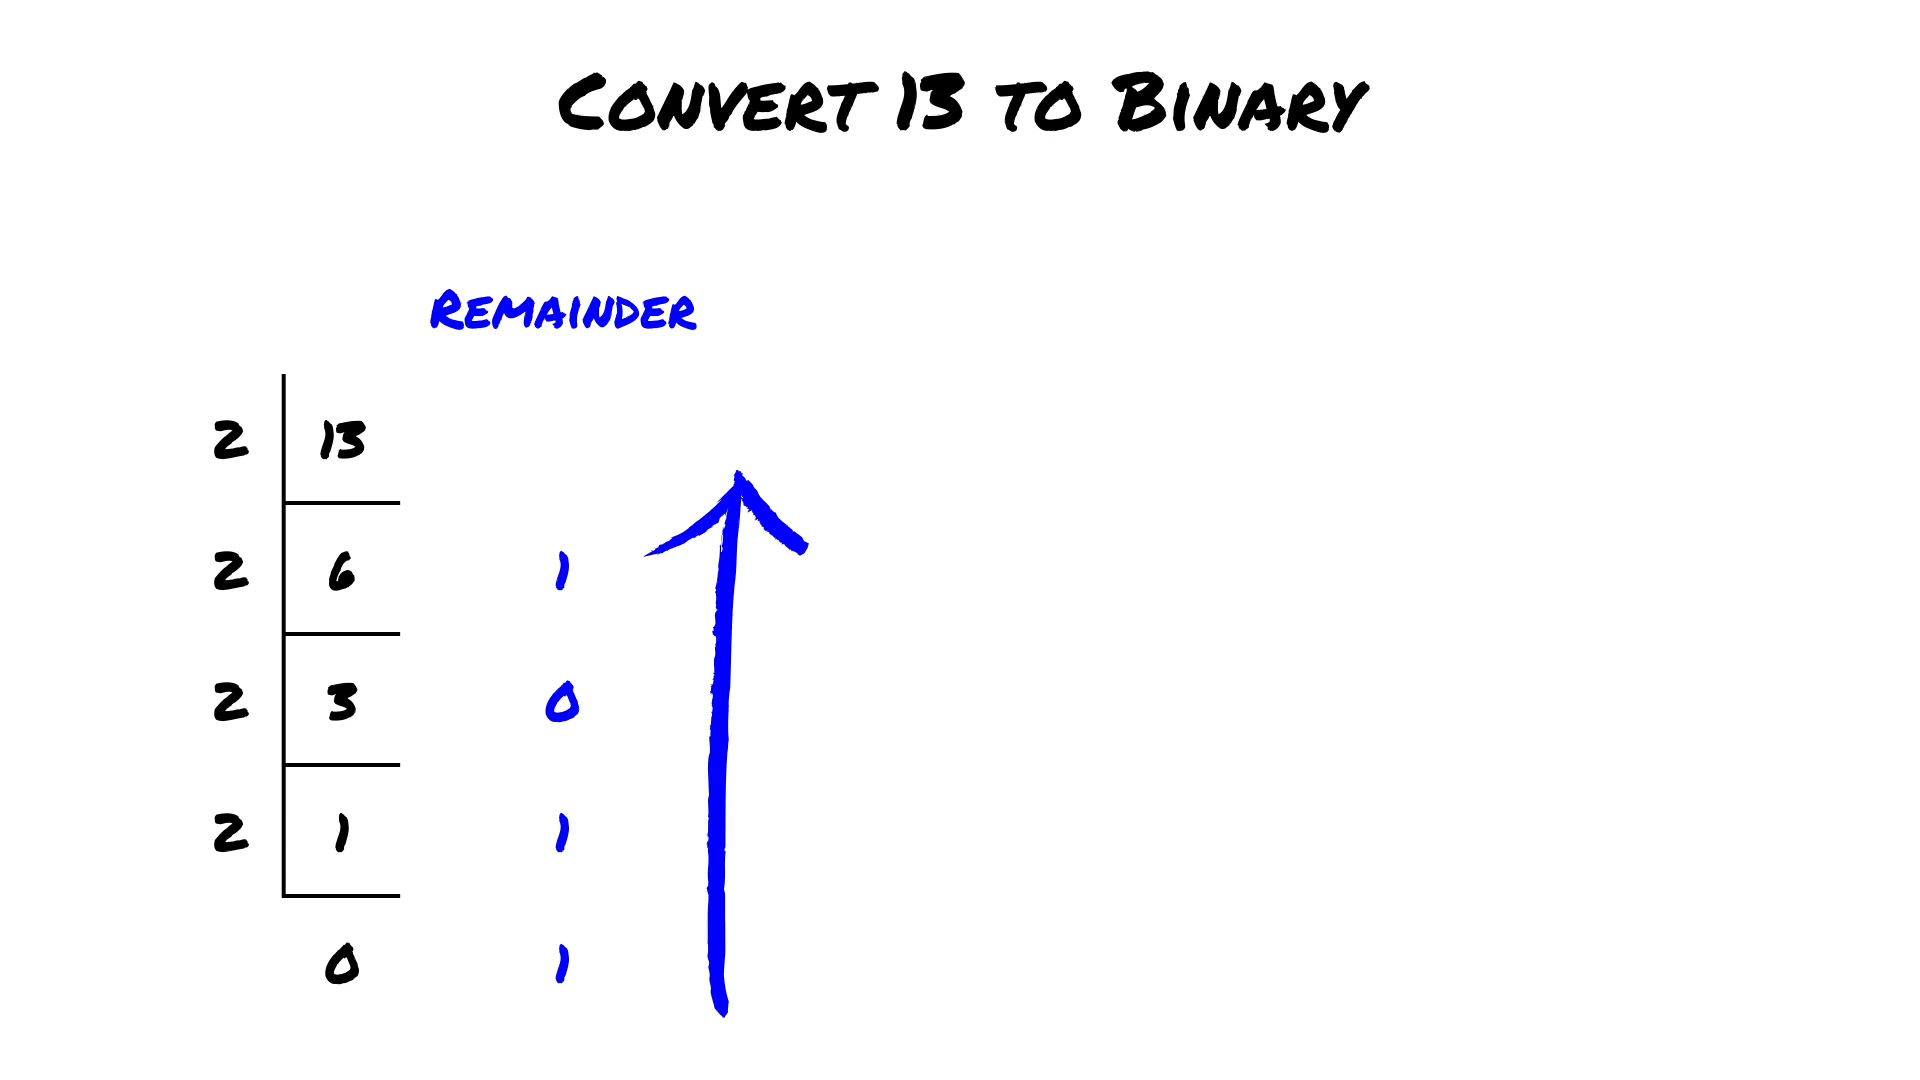 Convert 13 to Binary
Remainder
2 13
2 6 1
2 3 0
2 1 1
0 1